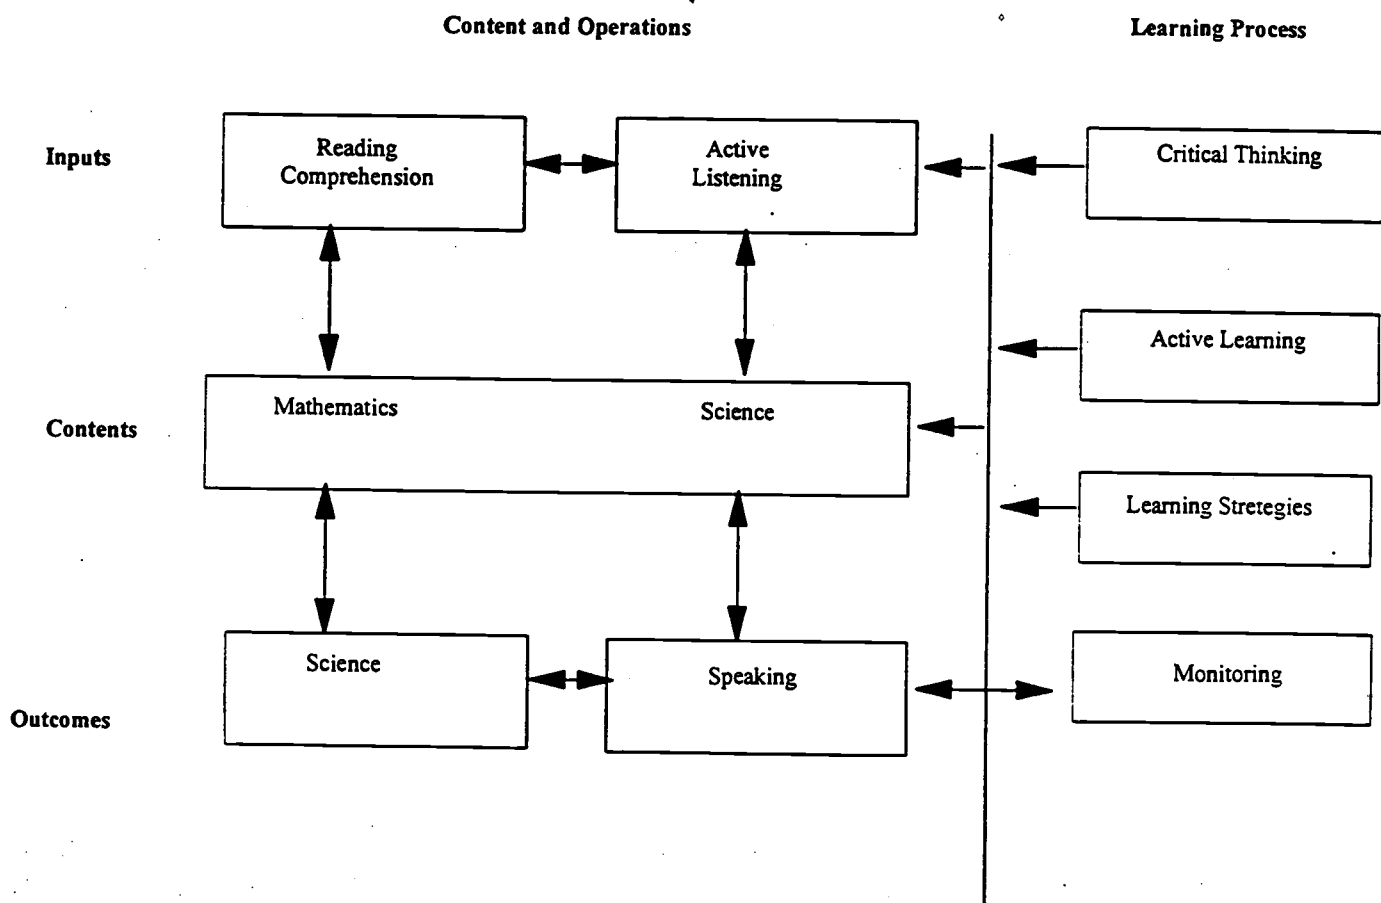 Content and Operations
Learning Process
Inputs
Reading
Comprehension
Active
Listening
Critical Thinking
Active Learning
Contents
Mathematics
Science
Learning Stretegies
Outcomes
Science
Speaking
Monitoring